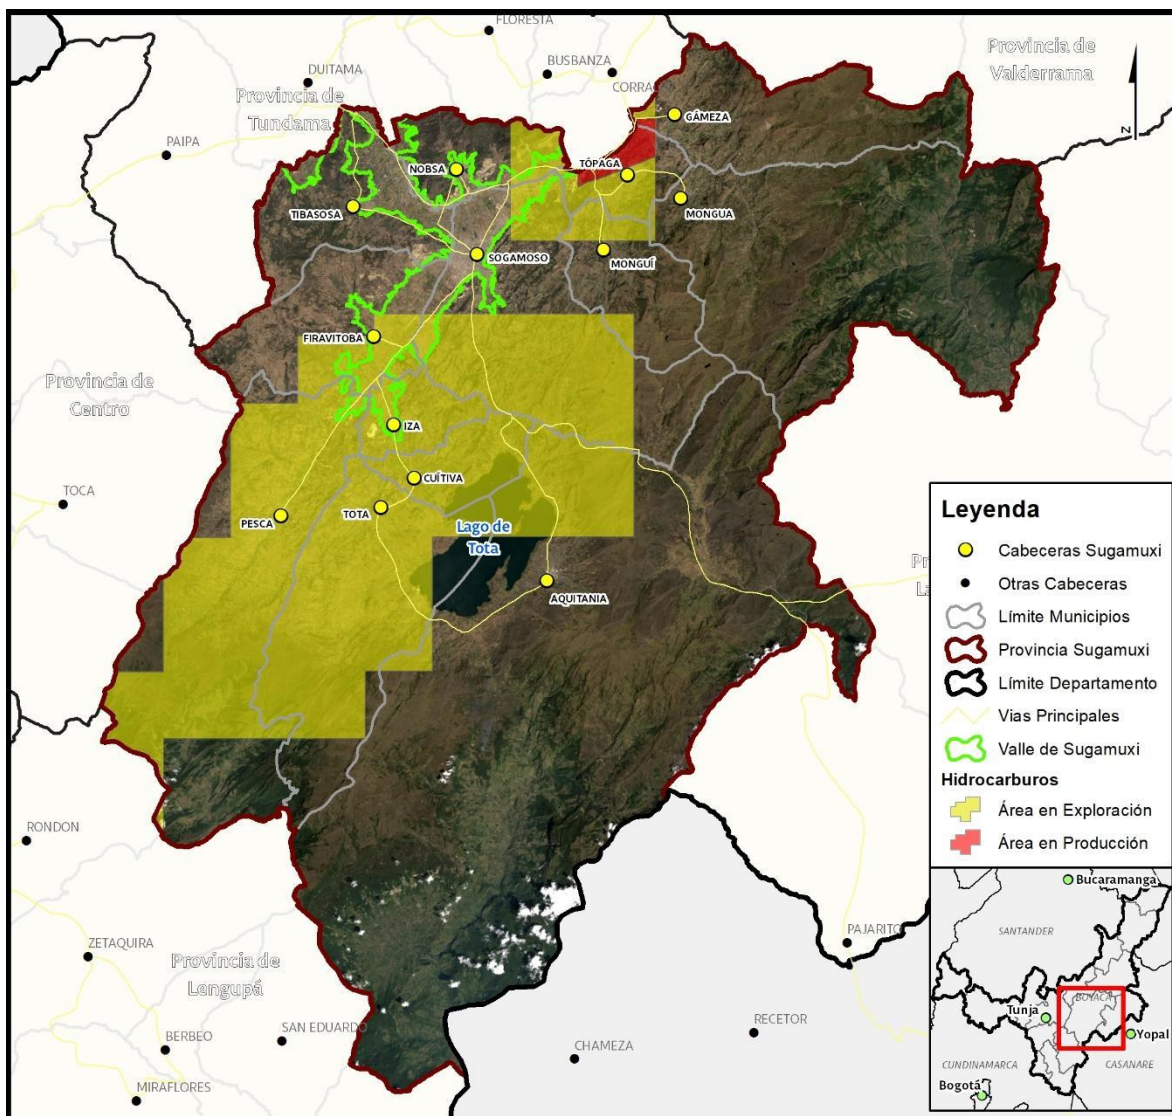 FLORESTA
Provincia de
Valderrama
DUITAMA
BUSBANZA
Provincia de
Tundama
CORRA
GÁMEZA
N
PAIPA
NOBSA
TÓPAGA
TIBASOSA
MONGUA
SOGAMOSO
MONGUÍ
FIRAVITOBA
Provincia de
Centro
IZA
CUÍTIVA
TOCA
PESCA
TOTA
Lago de
Tota
AQUITANIA
Leyenda
Cabeceras Sugamuxi
Otras Cabeceras
Límite Municipios
Provincia Sugamuxi
Límite Departamento
Vias Principales
Valle de Sugamuxi
Hidrocarburos
Área en Exploración
Área en Producción
RONDON
ZETAQUIRA
Provincia de
Lengupá
PAJARITO
BERBEO
SAN EDUARDO
RECETOR
CHAMEZA
MIRAFLORES
Bucaramanga
SANTANDER
BOYACÁ
Tunja
Yopal
CUNDINAMARCA
CASANARE
Bogotá